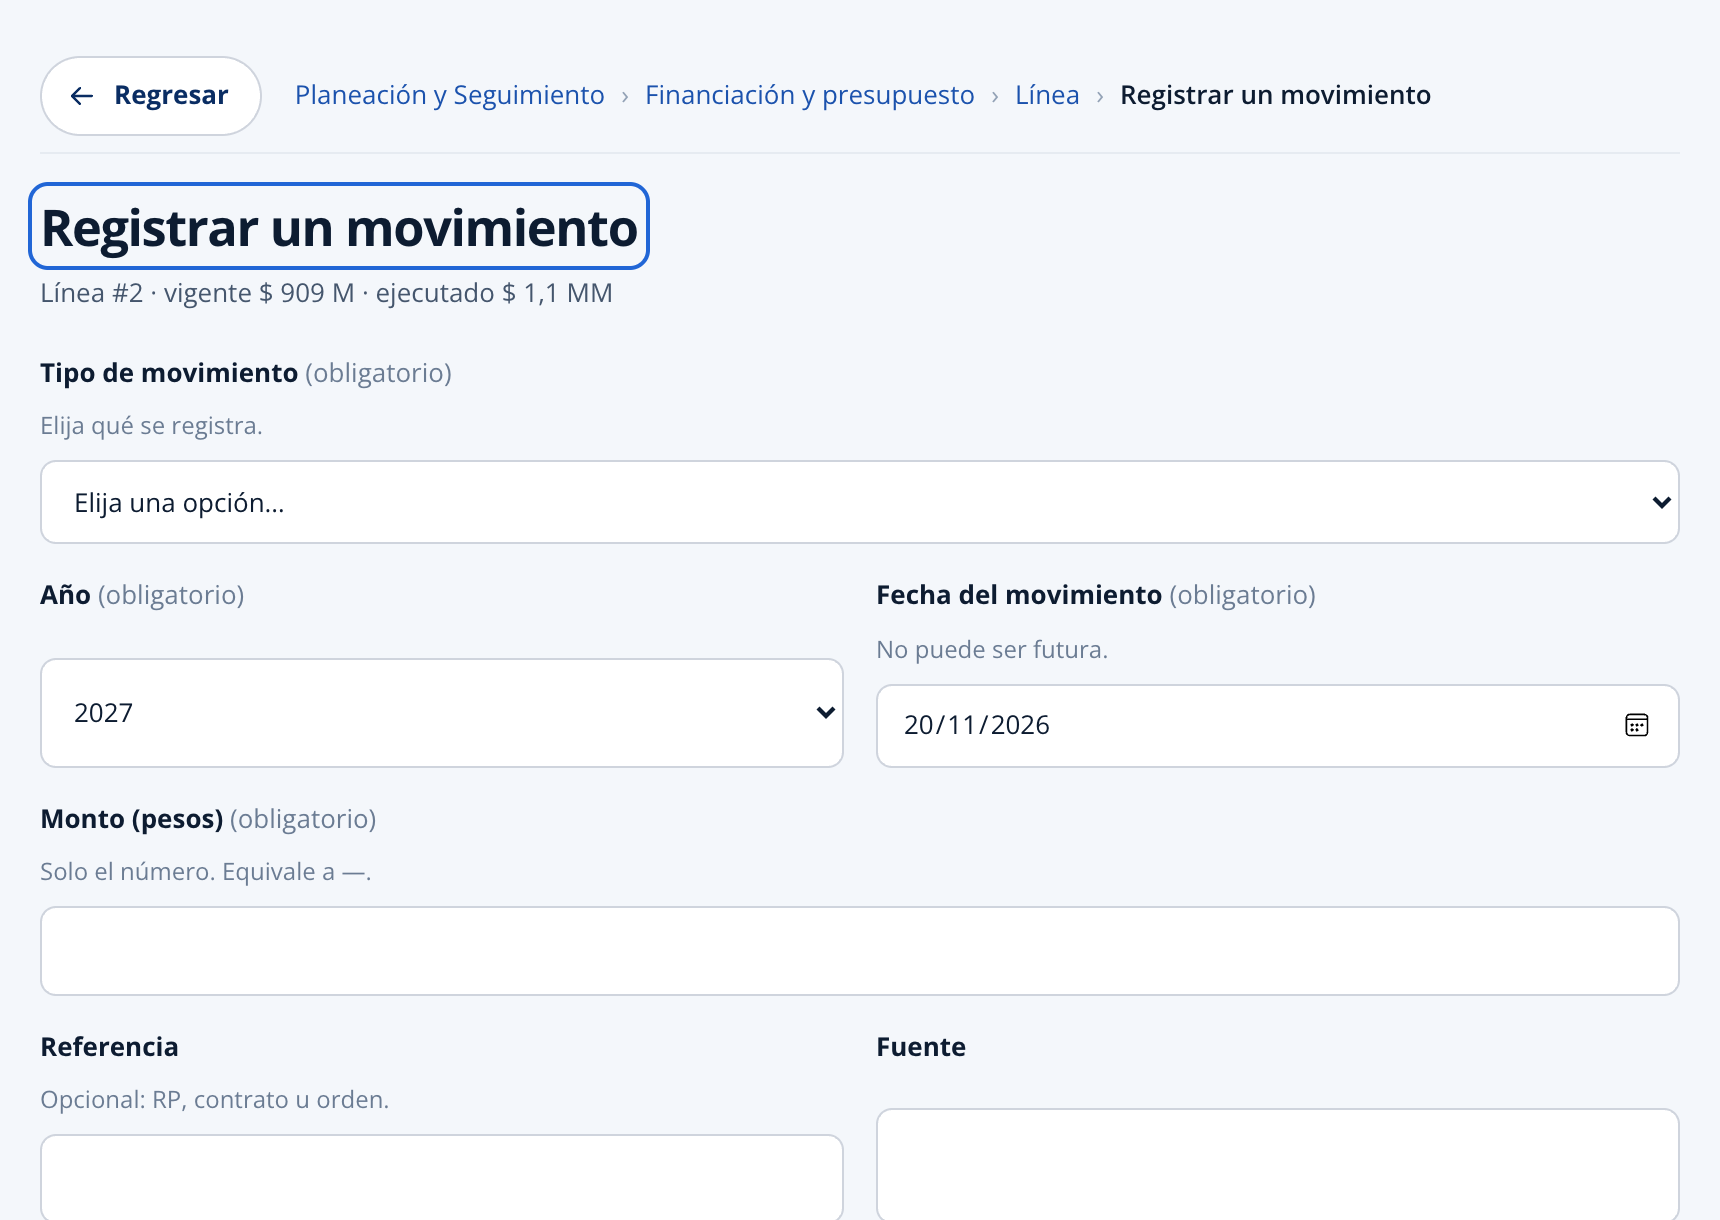 ← Regresar
Planeación y Seguimiento › Financiación y presupuesto › Línea › Registrar un movimiento
Registrar un movimiento
Línea #2 · vigente $ 909 M · ejecutado $ 1,1 MM
Tipo de movimiento (obligatorio)
Elija qué se registra.
Elija una opción...
Año (obligatorio)
2027
Fecha del movimiento (obligatorio)
No puede ser futura.
20/11/2026
Monto (pesos) (obligatorio)
Solo el número. Equivale a —.
Referencia
Opcional: RP, contrato u orden.
Fuente